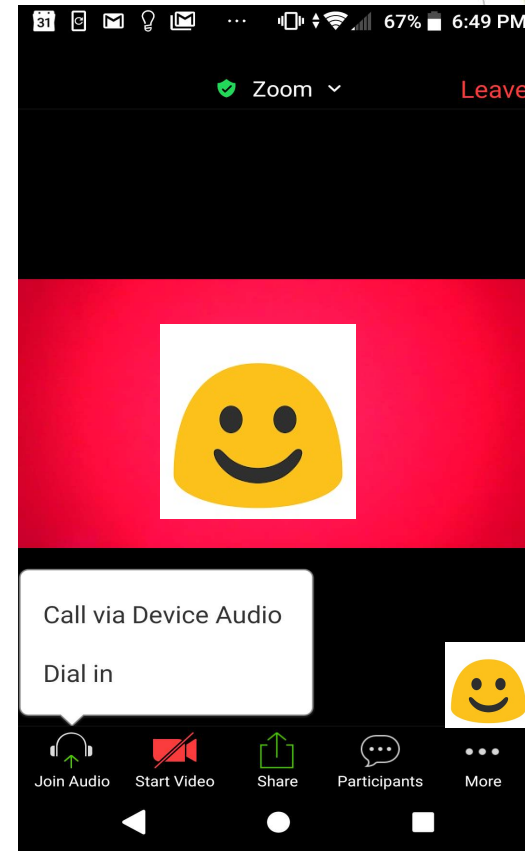 31 67% 6:49 PM
Zoom Leave
Call via Device Audio
Dial in
Join Audio Start Video Share Participants More